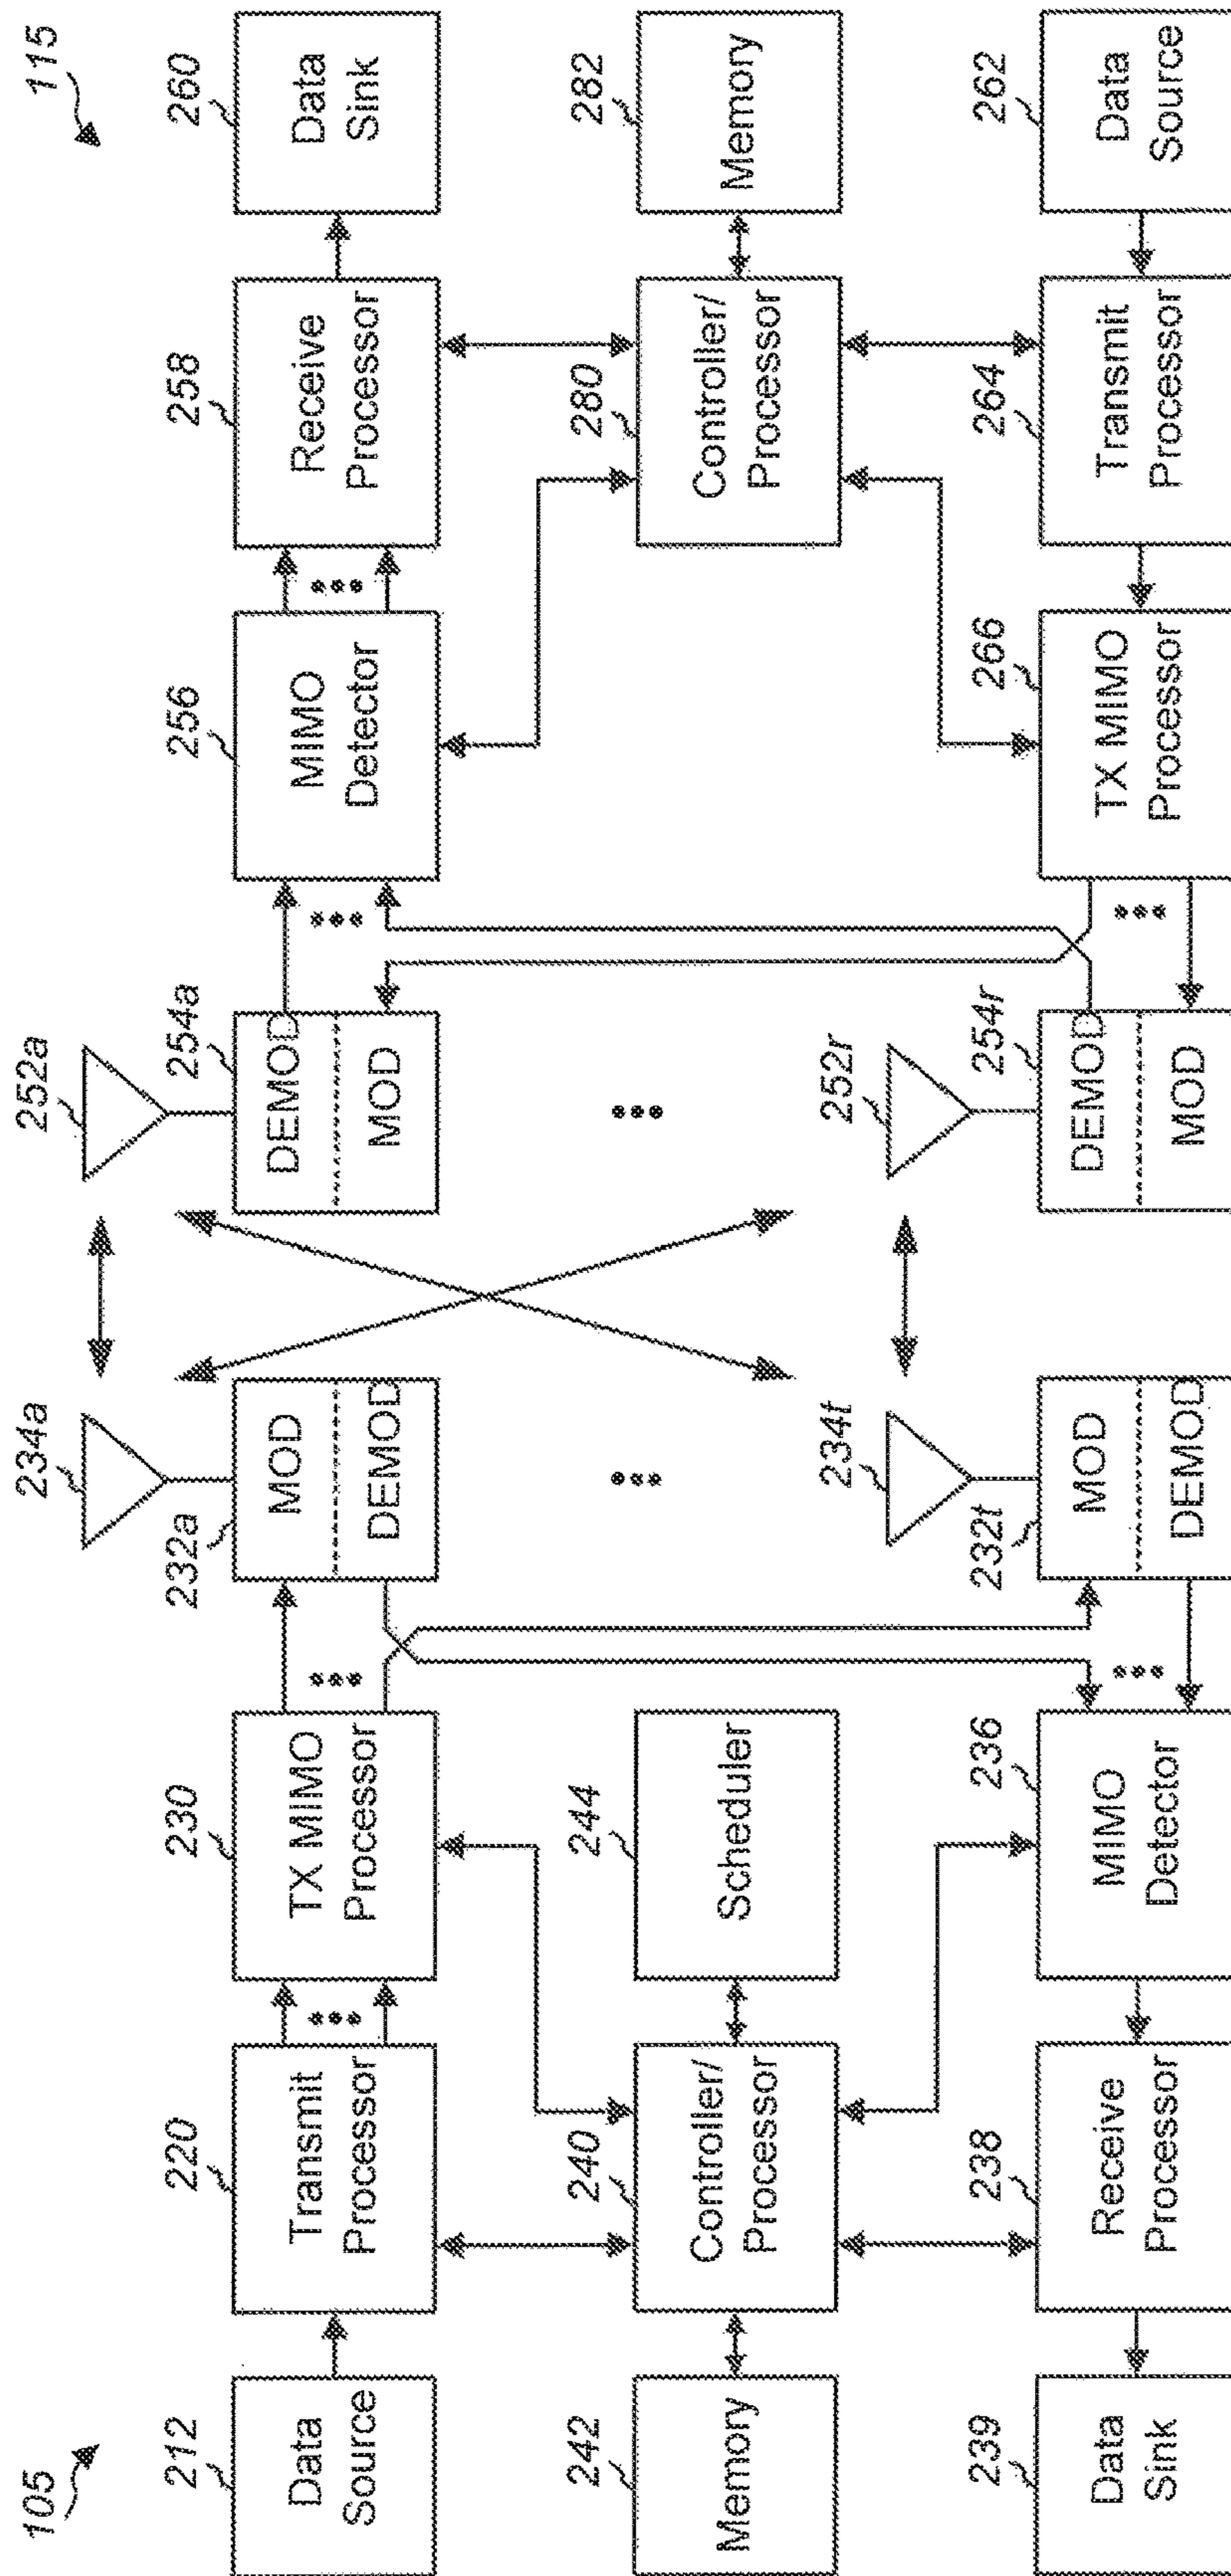 105
115
212
Data
Source
220
Transmit
Processor
230
TX MIMO
Processor
232a
MOD
DEMOD
234a
252a
254a
DEMOD
MOD
256
MIMO
Detector
258
Receive
Processor
260
Data
Sink
242
Memory
240
Controller/
Processor
244
Scheduler
280
Controller/
Processor
282
Memory
239
Data
Sink
238
Receive
Processor
236
MIMO
Detector
232t
MOD
DEMOD
234t
252r
254r
DEMOD
MOD
266
TX MIMO
Processor
264
Transmit
Processor
262
Data
Source